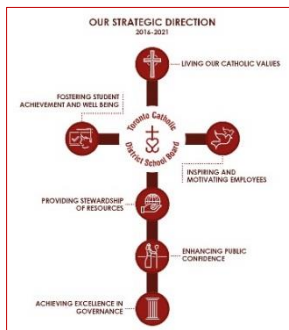 OUR STRATEGIC DIRECTION
2016-2021
LIVING OUR CATHOLIC VALUES
FOSTERING STUDENT
ACHIEVEMENT AND WELL BEING
Toronto Catholic
District School Board
INSPIRING AND
MOTIVATING EMPLOYEES
PROVIDING STEWARDSHIP
OF RESOURCES
ENHANCING PUBLIC
CONFIDENCE
ACHIEVING EXCELLENCE IN
GOVERNANCE